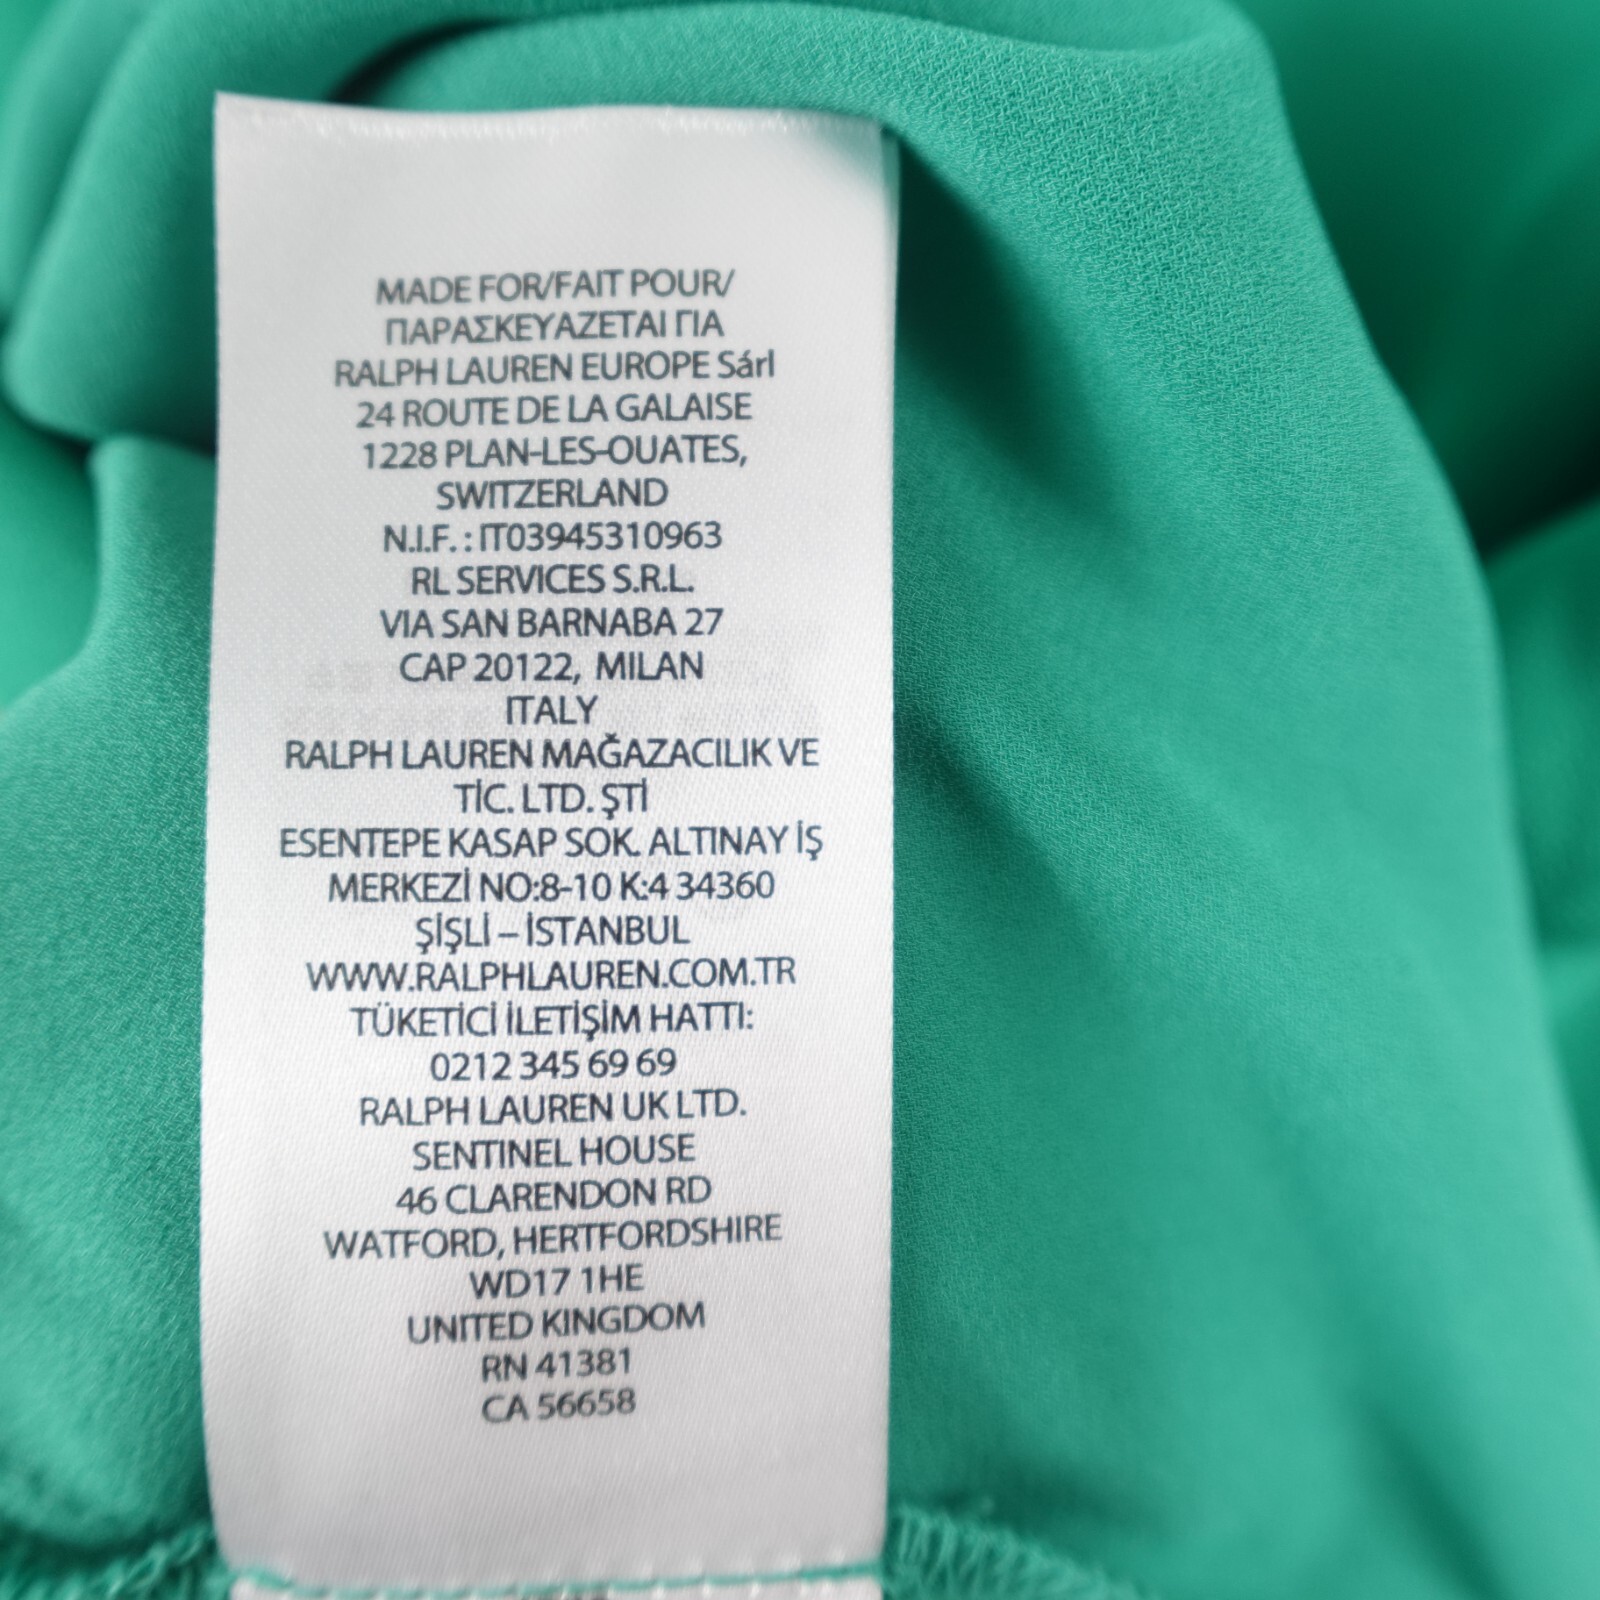 MADE FOR/FAIT POUR/
ΠΑΡΑΣΚΕΥΑΖΕΤΑΙ ΓΙΑ
RALPH LAUREN EUROPE Sárl
24 ROUTE DE LA GALAISE
1228 PLAN-LES-OUATES,
SWITZERLAND
N.I.F. : IT03945310963
RL SERVICES S.R.L.
VIA SAN BARNABA 27
CAP 20122, MILAN
ITALY
RALPH LAUREN MAĞAZACILIK VE
TİC. LTD. ŞTİ
ESENTEPE KASAP SOK. ALTINAY İŞ
MERKEZİ NO:8-10 K:4 34360
ŞİŞLİ – İSTANBUL
WWW.RALPHLAUREN.COM.TR
TÜKETİCİ İLETİŞİM HATTI:
0212 345 69 69
RALPH LAUREN UK LTD.
SENTINEL HOUSE
46 CLARENDON RD
WATFORD, HERTFORDSHIRE
WD17 1HE
UNITED KINGDOM
RN 41381
CA 56658